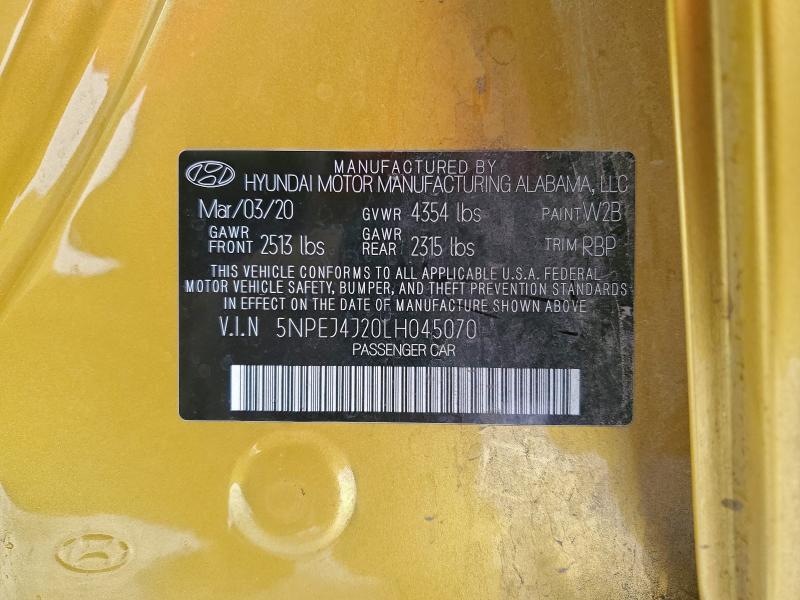 MANUFACTURED BY
HYUNDAI MOTOR MANUFACTURING ALABAMA, LLC
Mar/03/20 GVWR 4354 lbs PAINT W2B
GAWR FRONT 2513 lbs GAWR REAR 2315 lbs TRIM RBP
THIS VEHICLE CONFORMS TO ALL APPLICABLE U.S.A. FEDERAL
MOTOR VEHICLE SAFETY, BUMPER, AND THEFT PREVENTION STANDARDS
IN EFFECT ON THE DATE OF MANUFACTURE SHOWN ABOVE
V.I.N 5NPEJ4J20LH045070
PASSENGER CAR